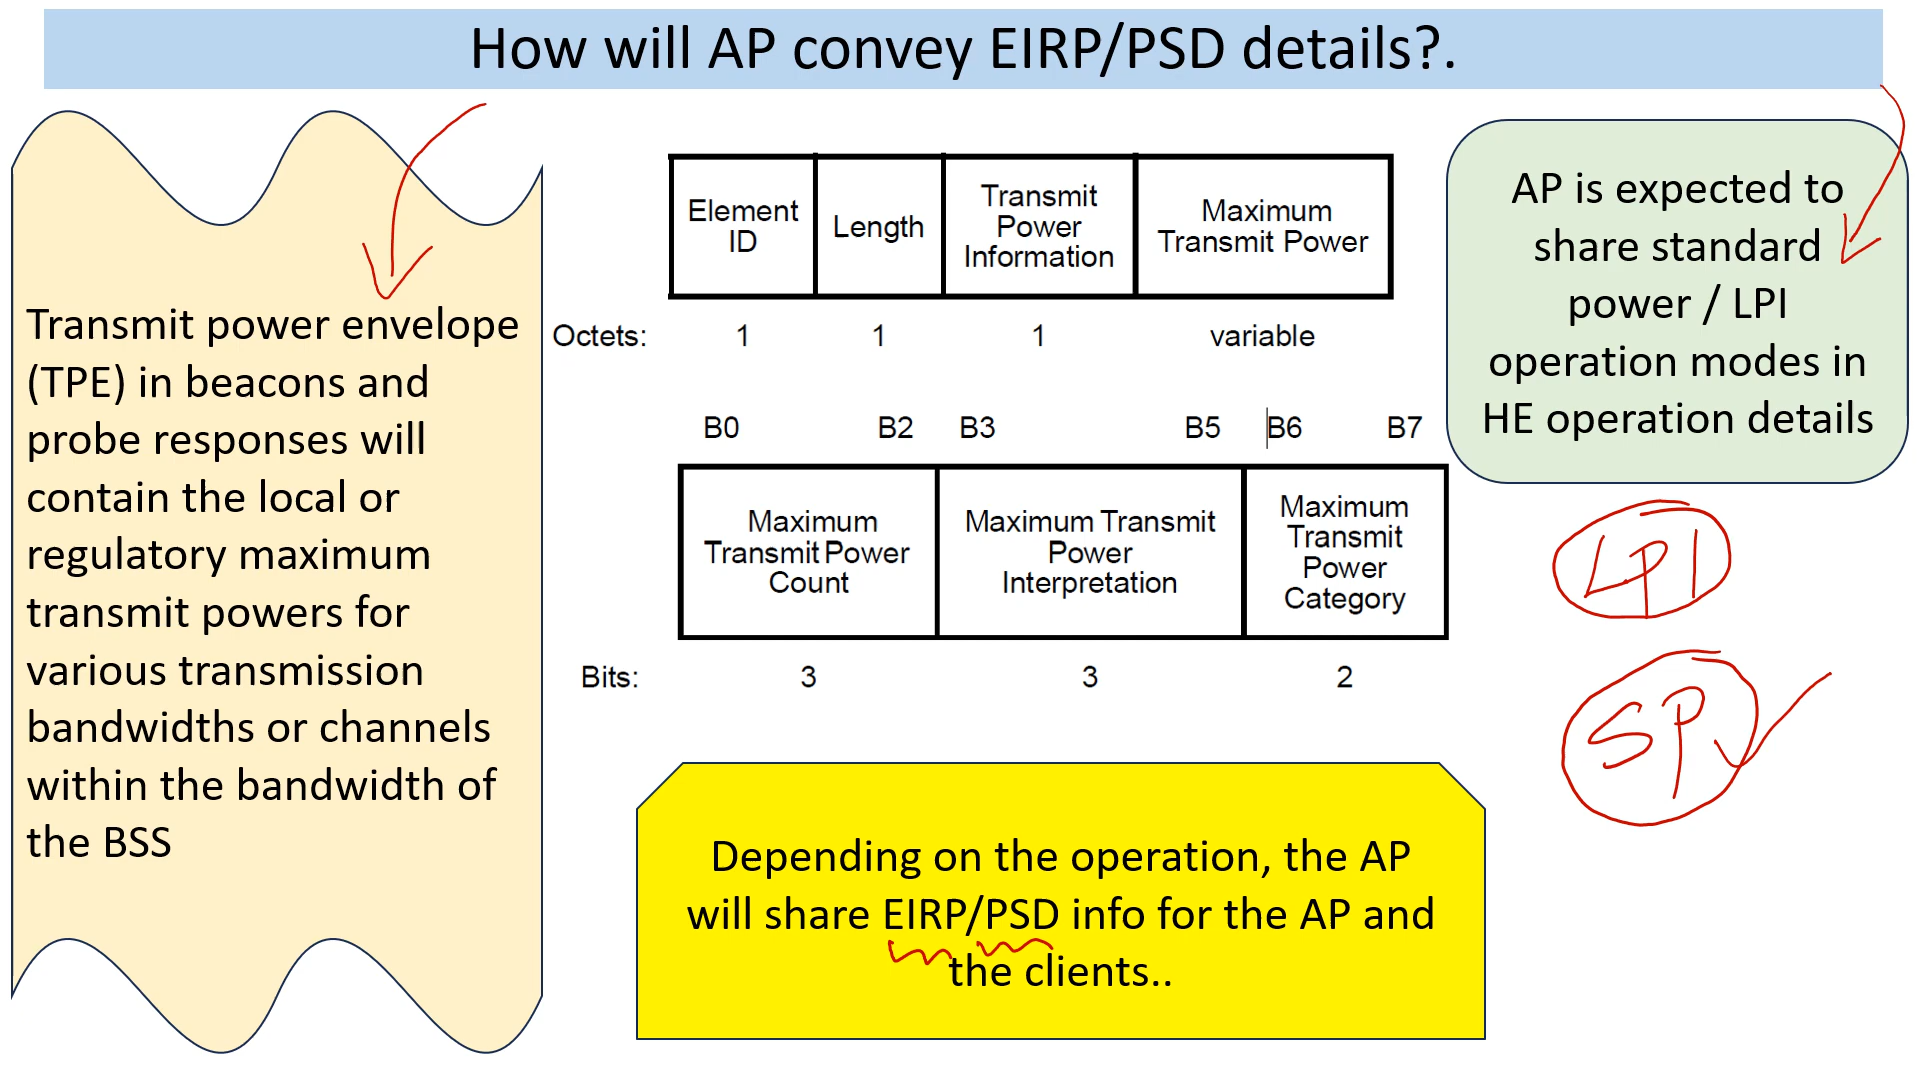 How will AP convey EIRP/PSD details?.
Transmit power envelope
(TPE) in beacons and
probe responses will
contain the local or
regulatory maximum
transmit powers for
various transmission
bandwidths or channels
within the bandwidth of
the BSS
Element
ID
Length
Transmit
Power
Information
Maximum
Transmit Power
Octets: 1 1 1 variable
B0 B2 B3 B5 B6 B7
Maximum
Transmit Power
Count
Maximum Transmit
Power
Interpretation
Maximum
Transmit
Power
Category
Bits: 3 3 2
Depending on the operation, the AP
will share EIRP/PSD info for the AP and
the clients..
AP is expected to
share standard
power / LPI
operation modes in
HE operation details
LPI
SP